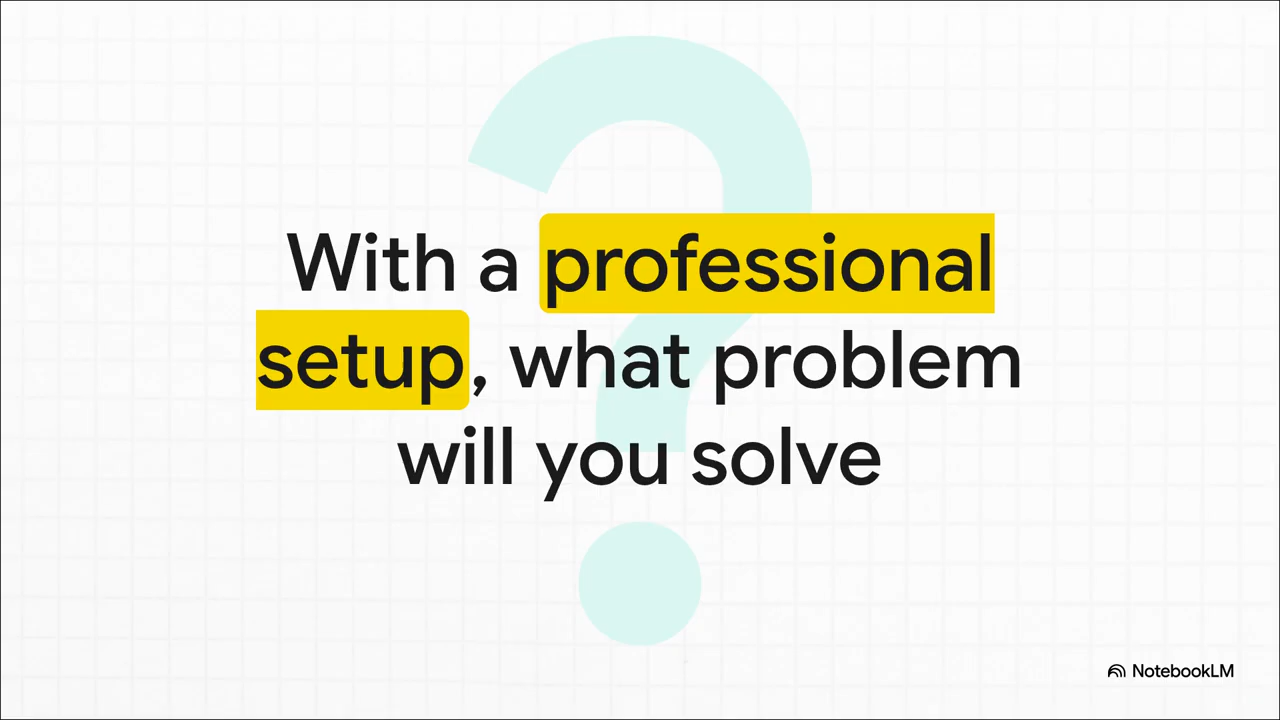 With a professional
setup, what problem
will you solve
?
NotebookLM